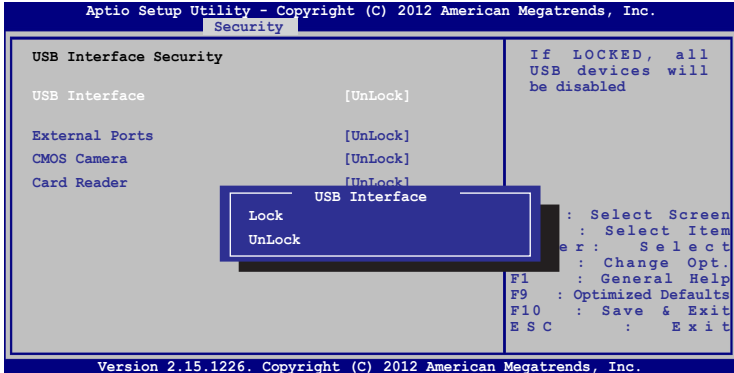 Aptio Setup Utility - Copyright (C) 2012 American Megatrends, Inc.
Security
USB Interface Security
USB Interface [UnLock]
External Ports [UnLock]
CMOS Camera [UnLock]
Card Reader [UnLock]
USB Interface
Lock
UnLock
If LOCKED, all
USB devices will
be disabled
: Select Screen
: Select Item
er: Select
: Change Opt.
F1 : General Help
F9 : Optimized Defaults
F10 : Save & Exit
ESC : Exit
Version 2.15.1226. Copyright (C) 2012 American Megatrends, Inc.